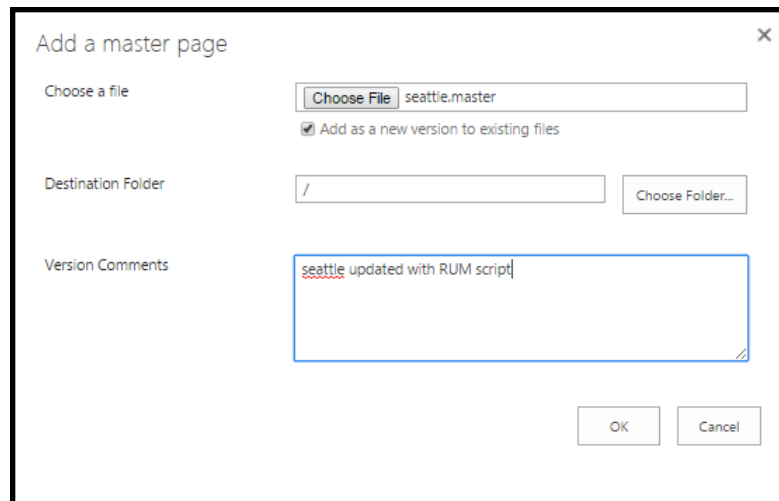 Add a master page
Choose a file
Choose File seattle.master
Add as a new version to existing files
Destination Folder
/
Choose Folder...
Version Comments
seattle updated with RUM script
OK Cancel